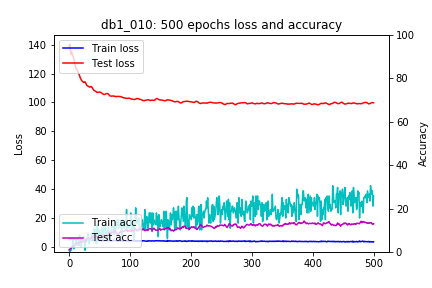 db1_010: 500 epochs loss and accuracy
Train loss
Test loss
Train acc
Test acc
Loss
Accuracy
140
120
100
80
60
40
20
0
100
80
60
40
20
0
0
100
200
300
400
500